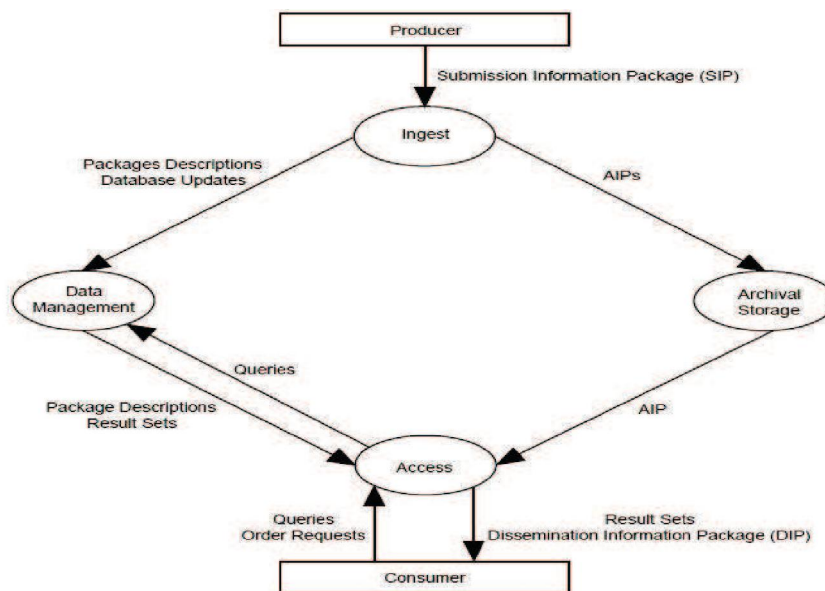 Producer
Submission Information Package (SIP)
Ingest
Packages Descriptions
Database Updates
AIPs
Data
Management
Archival
Storage
Queries
Package Descriptions
Result Sets
AIP
Access
Queries
Order Requests
Result Sets
Dissemination Information Package (DIP)
Consumer